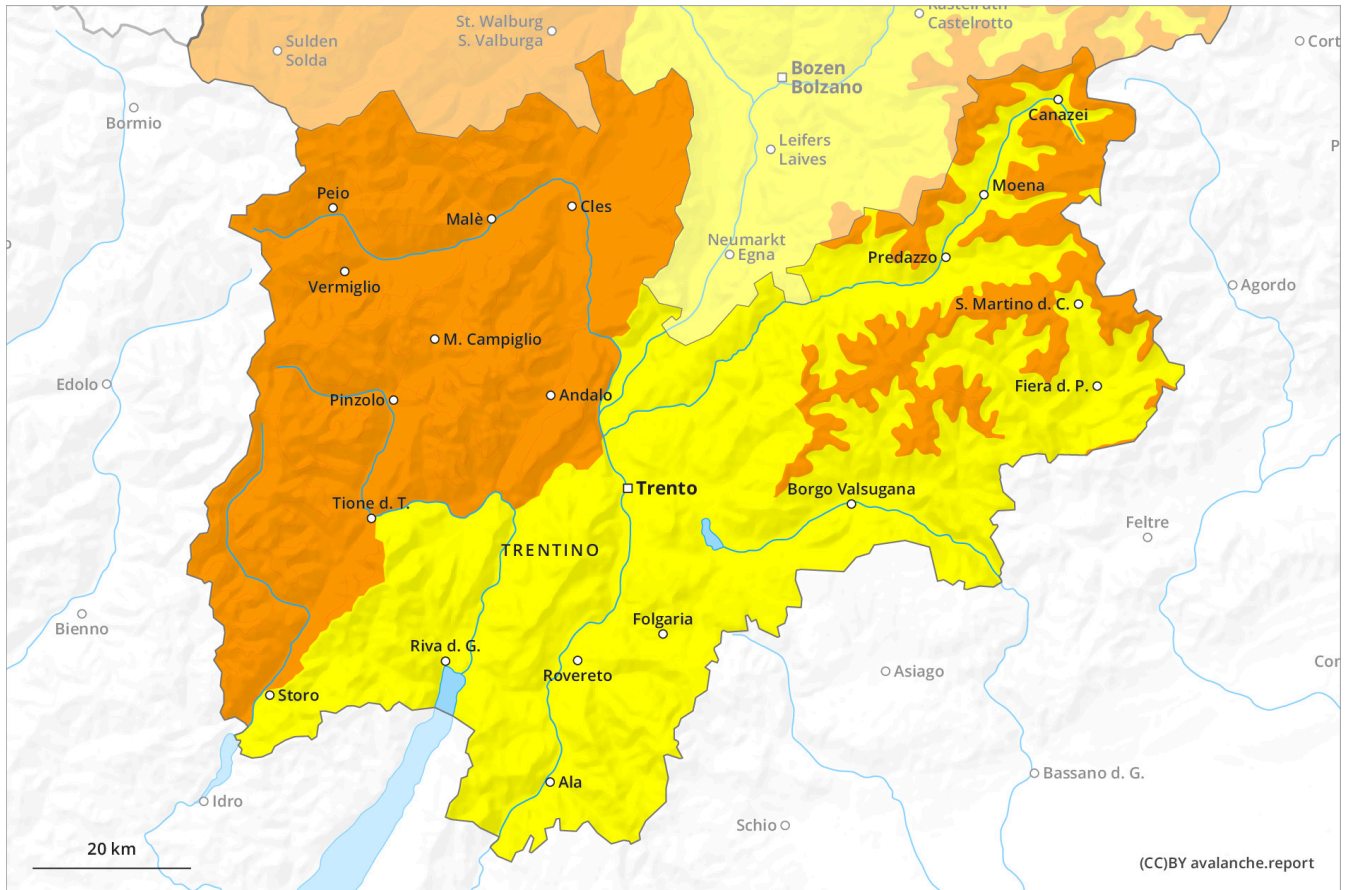 Kastelruth
Castelrotto
St. Walburg
S. Valburga
Sulden
Solda
Cort
Bozen
Bolzano
Bormio
Canazei
Leifers
Laives
P
Moena
Peio
Malè
Cles
Neumarkt
Egna
Predazzo
Vermiglio
Agordo
S. Martino d. C.
M. Campiglio
Edolo
Fiera d. P.
Andalo
Pinzolo
Trento
Borgo Valsugana
Tione d. T.
Feltre
TRENTINO
Bienno
Folgaria
Riva d. G.
Rovereto
Asiago
Cor
Storo
Bassano d. G.
Ala
Idro
Schio
20 km
(CC)BY avalanche.report